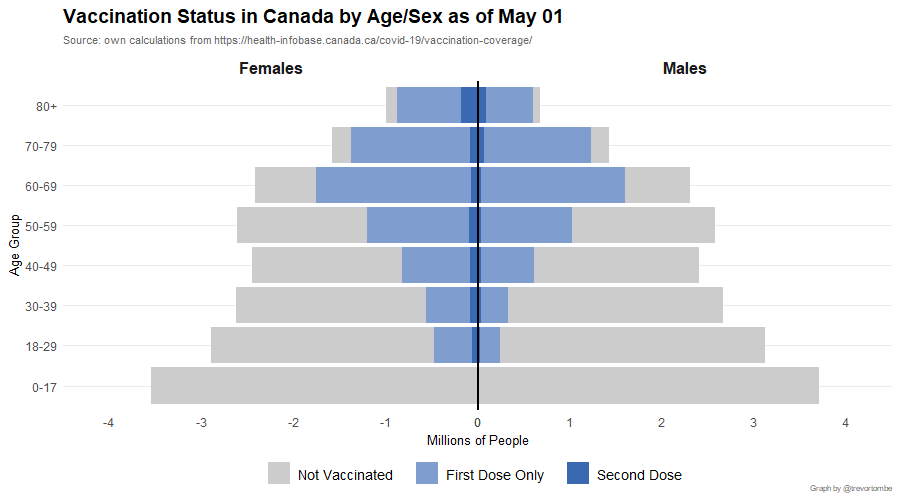 Vaccination Status in Canada by Age/Sex as of May 01
Source: own calculations from https://health-infobase.canada.ca/covid-19/vaccination-coverage/
Females Males
80+
70-79
60-69
50-59
40-49
30-39
18-29
0-17
Age Group
-4 -3 -2 -1 0 1 2 3 4
Millions of People
Not Vaccinated First Dose Only Second Dose
Graph by @trevortombe